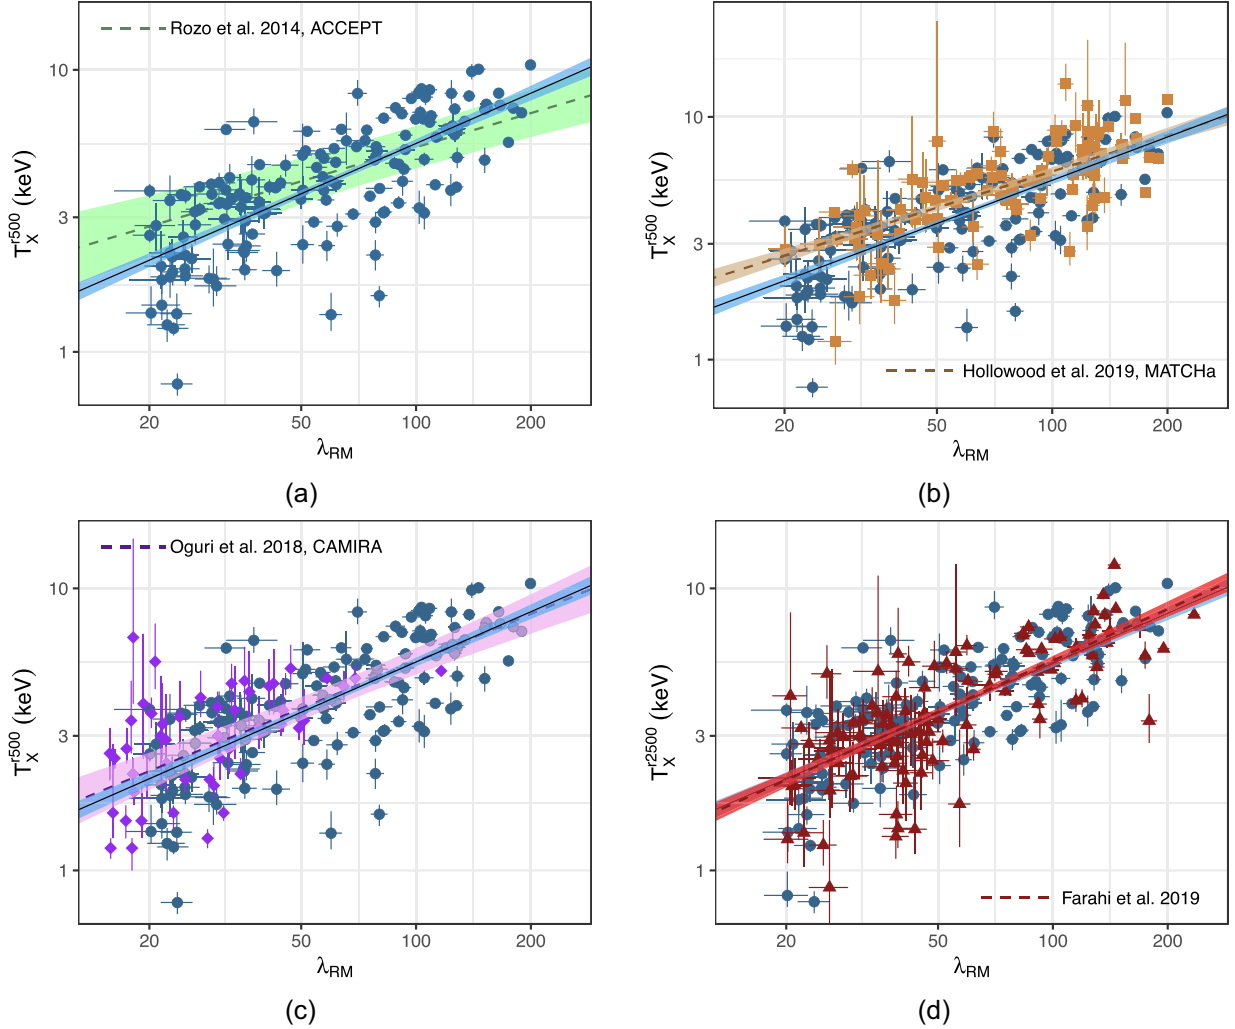 Rozo et al. 2014, ACCEPT
10
3
1
T_X^r500 (keV)
20 50 100 200
λ_RM
(a)
10
3
1
T_X^r500 (keV)
Hollowood et al. 2019, MATCHa
20 50 100 200
λ_RM
(b)
Oguri et al. 2018, CAMIRA
10
3
1
T_X^r500 (keV)
20 50 100 200
λ_RM
(c)
10
3
1
T_X^r2500 (keV)
Farahi et al. 2019
20 50 100 200
λ_RM
(d)